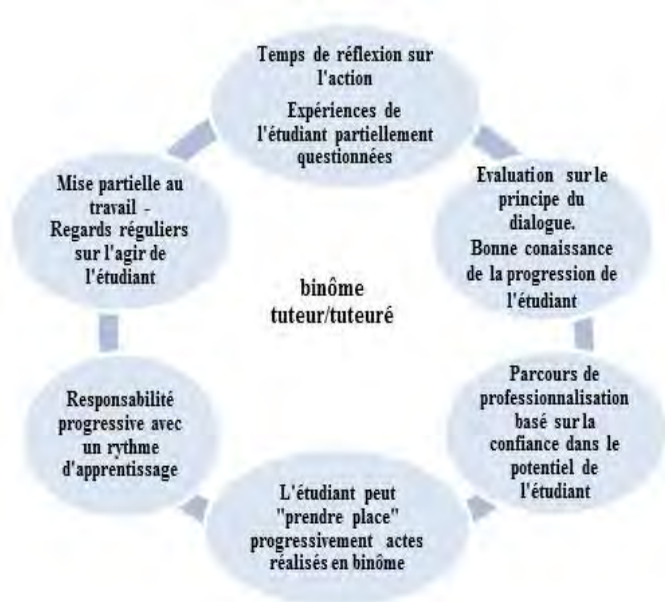 Temps de réflexion sur
l'action
Expériences de
l'étudiant partiellement
questionnées
Evaluation sur le
principe du
dialogue.
Bonne conaissance
de la progression de
l'étudiant
Parcours de
professionnalisation
basé sur la
confiance dans le
potentiel de
l'étudiant
L'étudiant peut
"prendre place"
progressivement actes
réalisés en binôme
Responsabilité
progressive avec
un rythme
d'apprentissage
Mise partielle au
travail -
Regards réguliers
sur l'agir de
l'étudiant
binôme
tuteur/tuteuré